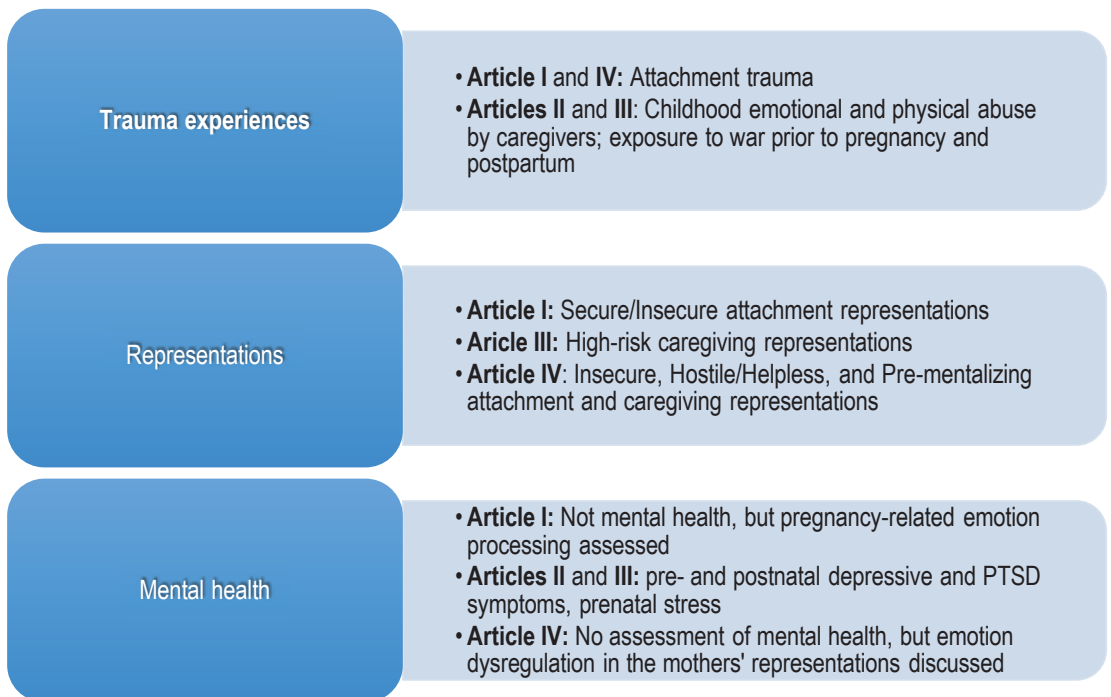 Trauma experiences
• Article I and IV: Attachment trauma
• Articles II and III: Childhood emotional and physical abuse
by caregivers; exposure to war prior to pregnancy and
postpartum
Representations
• Article I: Secure/Insecure attachment representations
• Aricle III: High-risk caregiving representations
• Article IV: Insecure, Hostile/Helpless, and Pre-mentalizing
attachment and caregiving representations
Mental health
• Article I: Not mental health, but pregnancy-related emotion
processing assessed
• Articles II and III: pre- and postnatal depressive and PTSD
symptoms, prenatal stress
• Article IV: No assessment of mental health, but emotion
dysregulation in the mothers' representations discussed